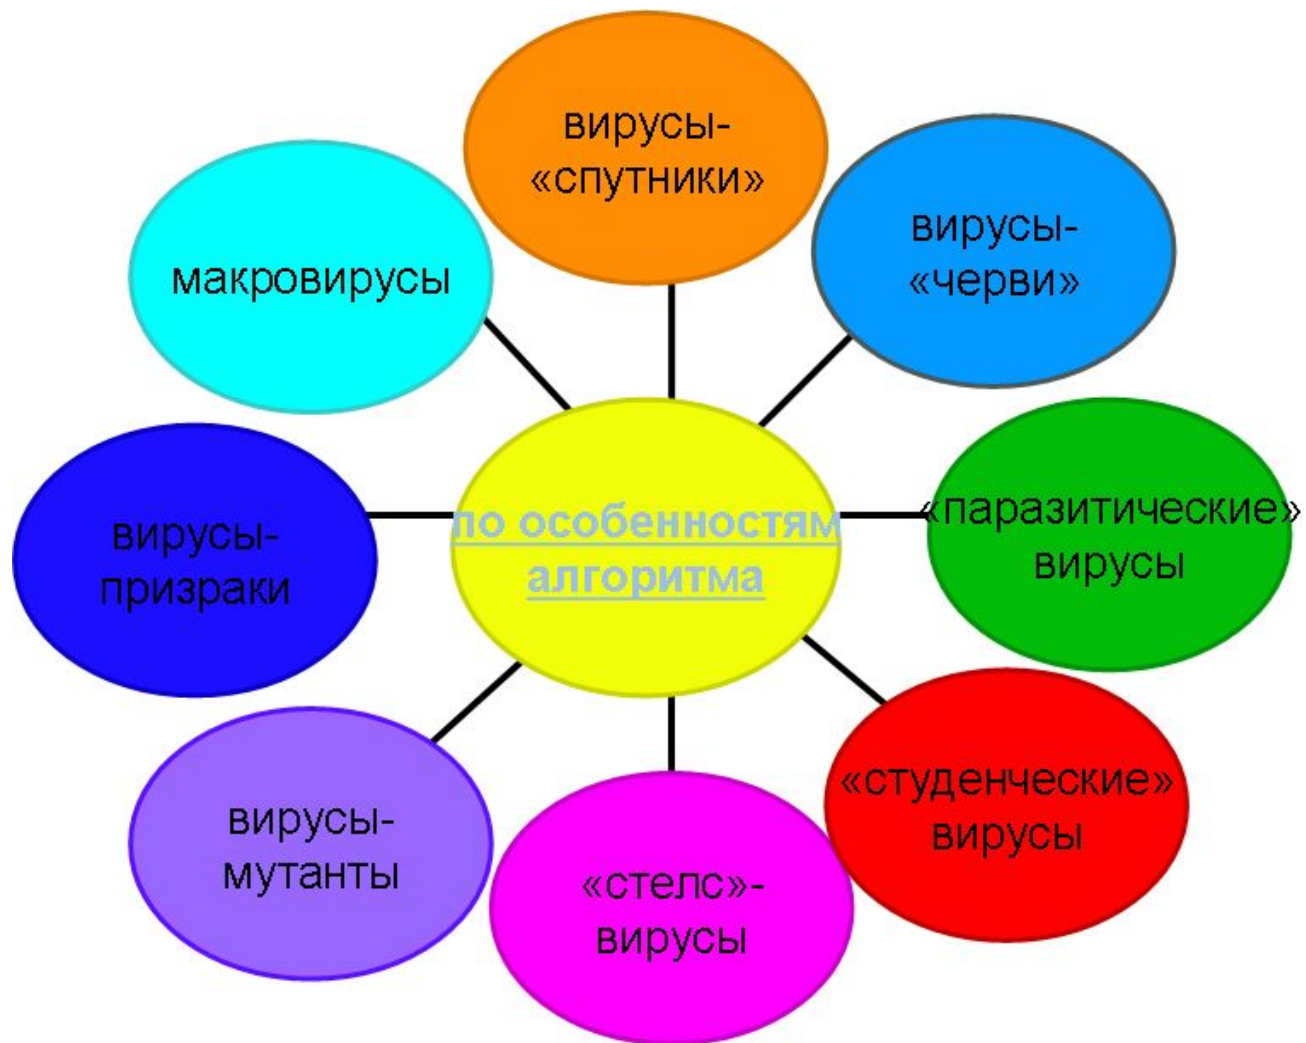 вирусы-
«спутники»
вирусы-
«черви»
макровирусы
«паразитические»
вирусы
по особенностям
алгоритма
вирусы-
призраки
«студенческие»
вирусы
вирусы-
мутанты
«стелс»-
вирусы